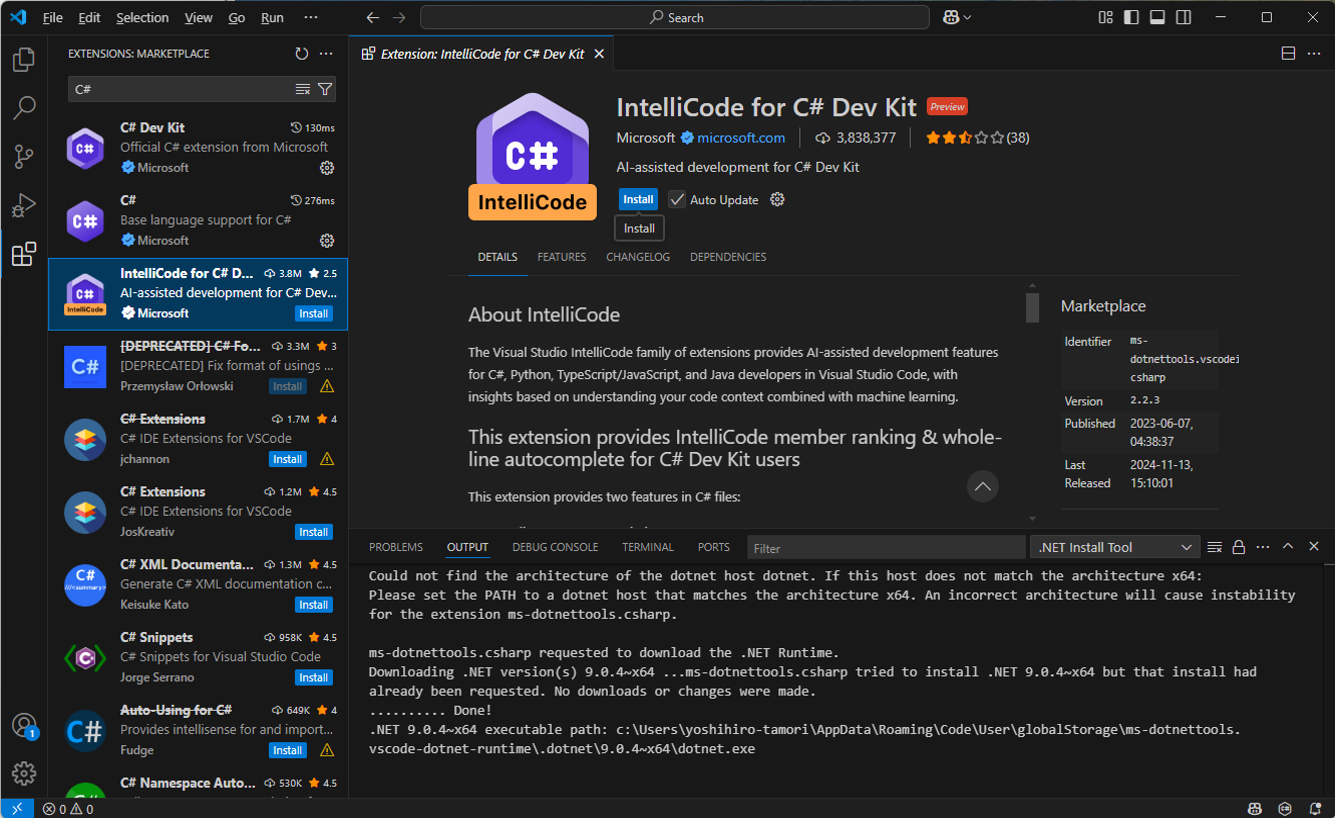 File Edit Selection View Go Run ···
Search
EXTENSIONS: MARKETPLACE
C#
C# Dev Kit 130ms
Official C# extension from Microsoft
Microsoft
C# 276ms
Base language support for C#
Microsoft
IntelliCode for C# D... 3.8M 2.5
AI-assisted development for C# Dev...
Microsoft Install
[DEPRECATED] C# Fo... 3.3M 3
[DEPRECATED] Fix format of usings ...
Przemysław Orłowski Install
C# Extensions 1.7M 4
C# IDE Extensions for VSCode
jchannon Install
C# Extensions 1.2M 4.5
C# IDE Extensions for VSCode
JosKreativ Install
C# XML Documenta... 1.3M 4.5
Generate C# XML documentation c...
Keisuke Kato Install
C# Snippets 958K 4.5
C# Snippets for Visual Studio Code
Jorge Serrano Install
Auto-Using for C# 649K 4
Provides intellisense for and import...
Fudge Install
C# Namespace Auto... 530K 4.5
1
0 0
Extension: IntelliCode for C# Dev Kit
C#
IntelliCode
IntelliCode for C# Dev Kit Preview
Microsoft microsoft.com 3,838,377 (38)
AI-assisted development for C# Dev Kit
Install Auto Update
Install
DETAILS FEATURES CHANGELOG DEPENDENCIES
About IntelliCode
The Visual Studio IntelliCode family of extensions provides AI-assisted development features
for C#, Python, TypeScript/JavaScript, and Java developers in Visual Studio Code, with
insights based on understanding your code context combined with machine learning.
This extension provides IntelliCode member ranking & whole-
line autocomplete for C# Dev Kit users
This extension provides two features in C# files:
Marketplace
Identifier ms-
dotnettools.vscodei
csharp
Version 2.2.3
Published 2023-06-07,
04:38:37
Last 2024-11-13,
Released 15:10:01
PROBLEMS OUTPUT DEBUG CONSOLE TERMINAL PORTS Filter .NET Install Tool
Could not find the architecture of the dotnet host dotnet. If this host does not match the architecture x64:
Please set the PATH to a dotnet host that matches the architecture x64. An incorrect architecture will cause instability
for the extension ms-dotnettools.csharp.
ms-dotnettools.csharp requested to download the .NET Runtime.
Downloading .NET version(s) 9.0.4~x64 ...ms-dotnettools.csharp tried to install .NET 9.0.4~x64 but that install had
already been requested. No downloads or changes were made.
.......... Done!
.NET 9.0.4~x64 executable path: c:\Users\yoshihiro-tamori\AppData\Roaming\Code\User\globalStorage\ms-dotnettools.
vscode-dotnet-runtime\.dotnet\9.0.4~x64\dotnet.exe